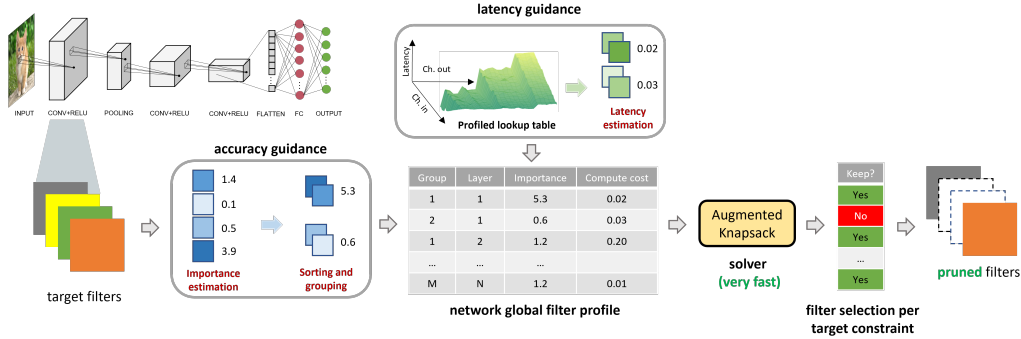 latency guidance
Latency
Ch. out
Ch. in
0.02
0.03
Profiled lookup table
Latency
estimation
INPUT
CONV+RELU
POOLING
CONV+RELU
CONV+RELU
FLATTEN
FC
OUTPUT
target filters
accuracy guidance
1.4
0.1
0.5
3.9
5.3
0.6
Importance
estimation
Sorting and
grouping
Group Layer Importance Compute cost
1 1 5.3 0.02
2 1 0.6 0.03
1 2 1.2 0.20
... ...
M N 1.2 0.01
network global filter profile
Augmented
Knapsack
solver
(very fast)
Keep?
Yes
No
Yes
...
Yes
filter selection per
target constraint
pruned filters